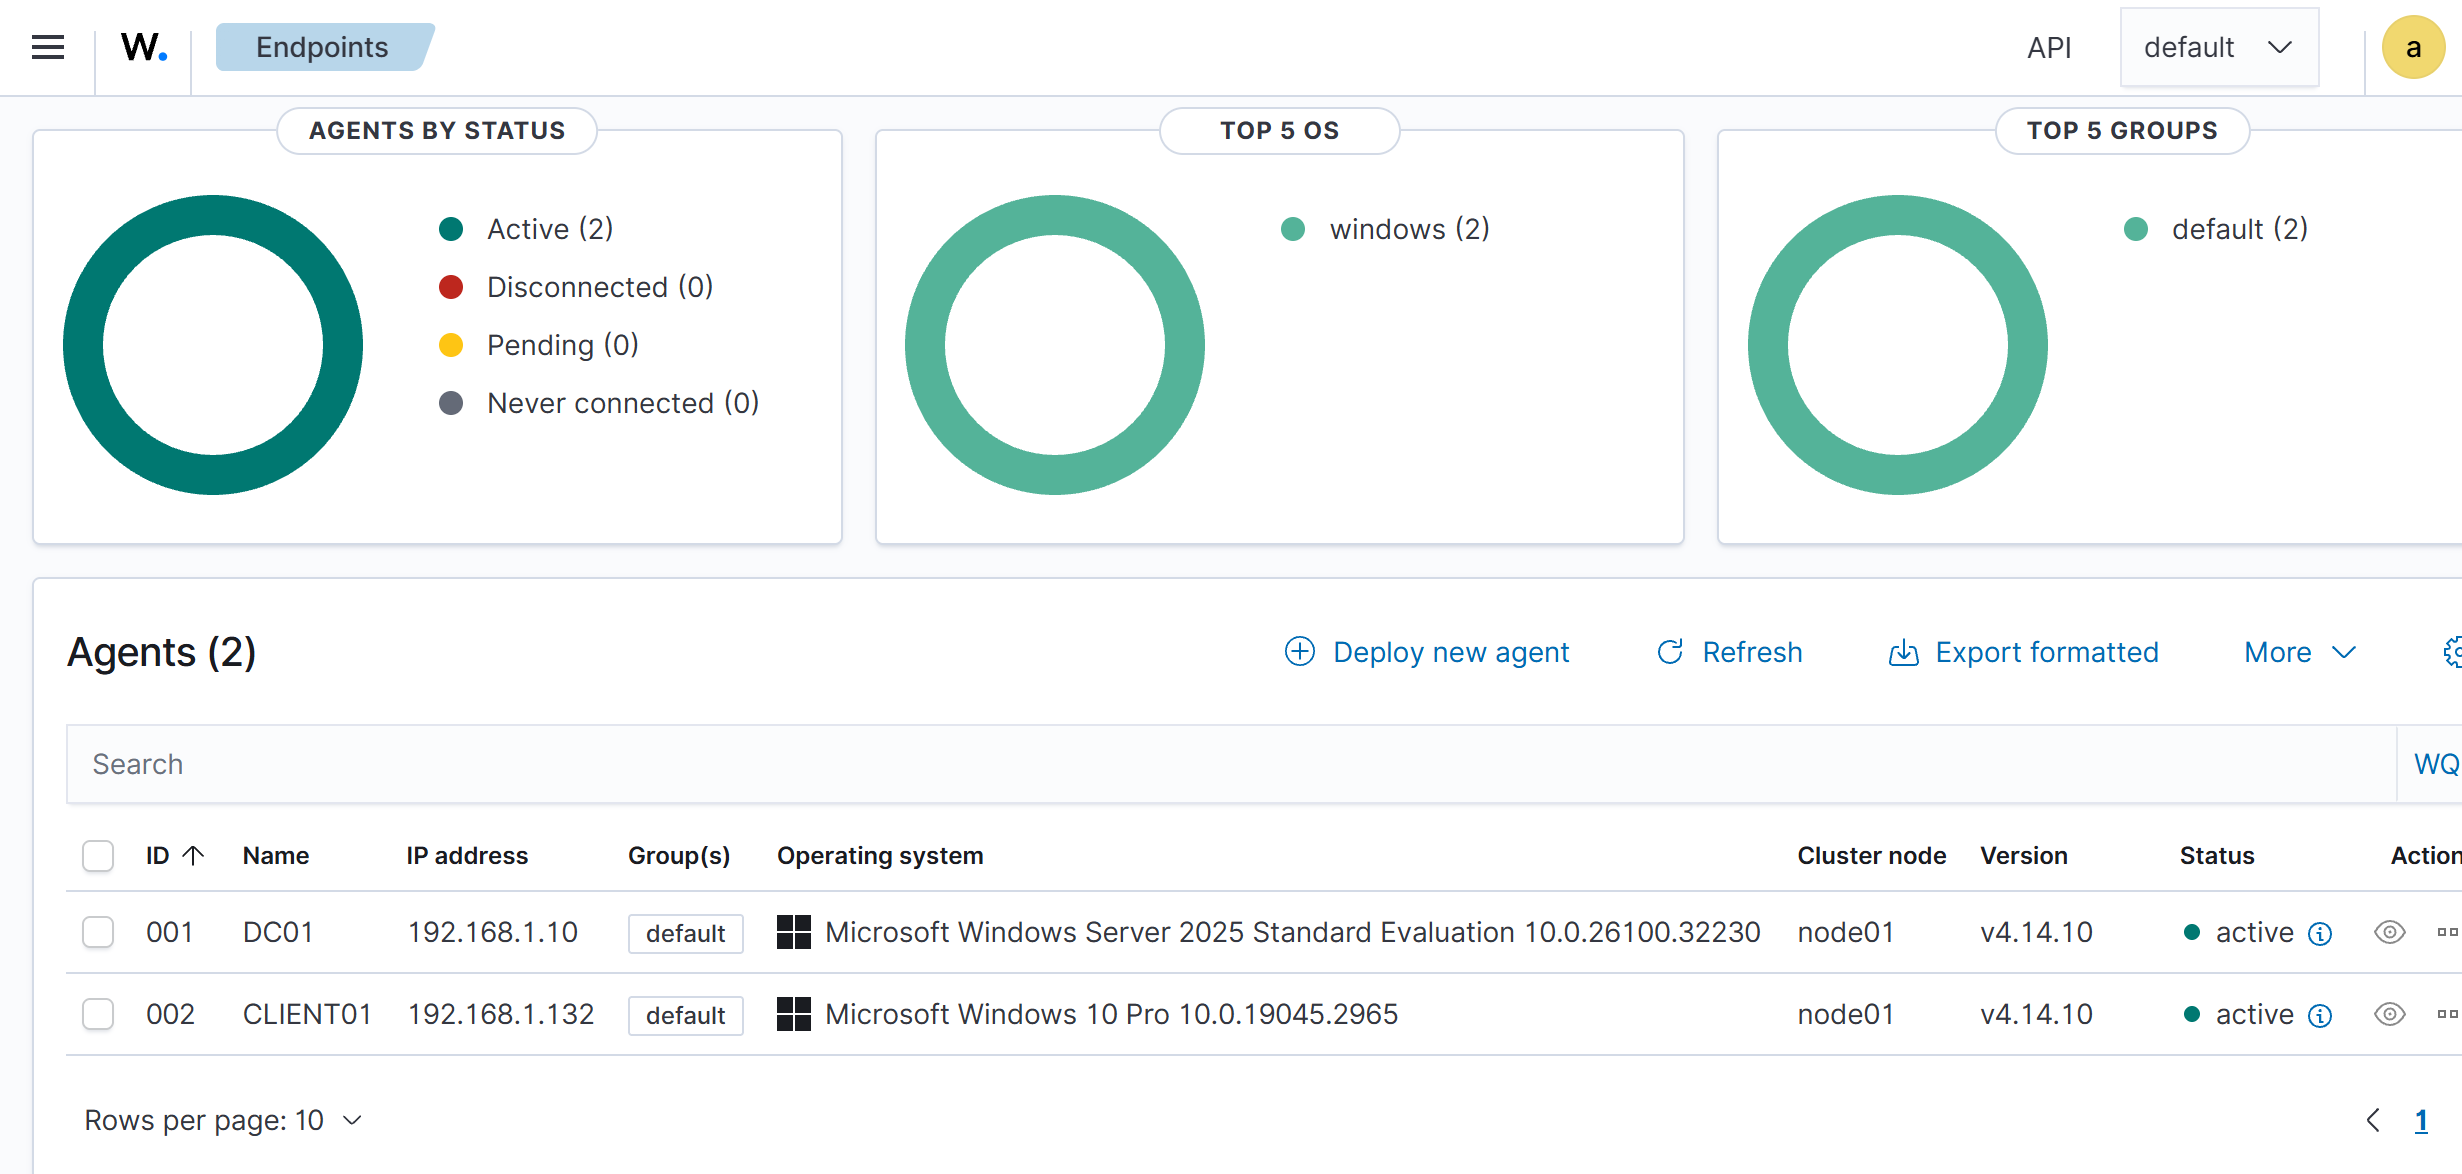 W. Endpoints API default a
AGENTS BY STATUS
Active (2)
Disconnected (0)
Pending (0)
Never connected (0)
TOP 5 OS
windows (2)
TOP 5 GROUPS
default (2)
Agents (2) Deploy new agent Refresh Export formatted More
Search WQ
ID Name IP address Group(s) Operating system Cluster node Version Status Action
001 DC01 192.168.1.10 default Microsoft Windows Server 2025 Standard Evaluation 10.0.26100.32230 node01 v4.14.10 active
002 CLIENT01 192.168.1.132 default Microsoft Windows 10 Pro 10.0.19045.2965 node01 v4.14.10 active
Rows per page: 10 1